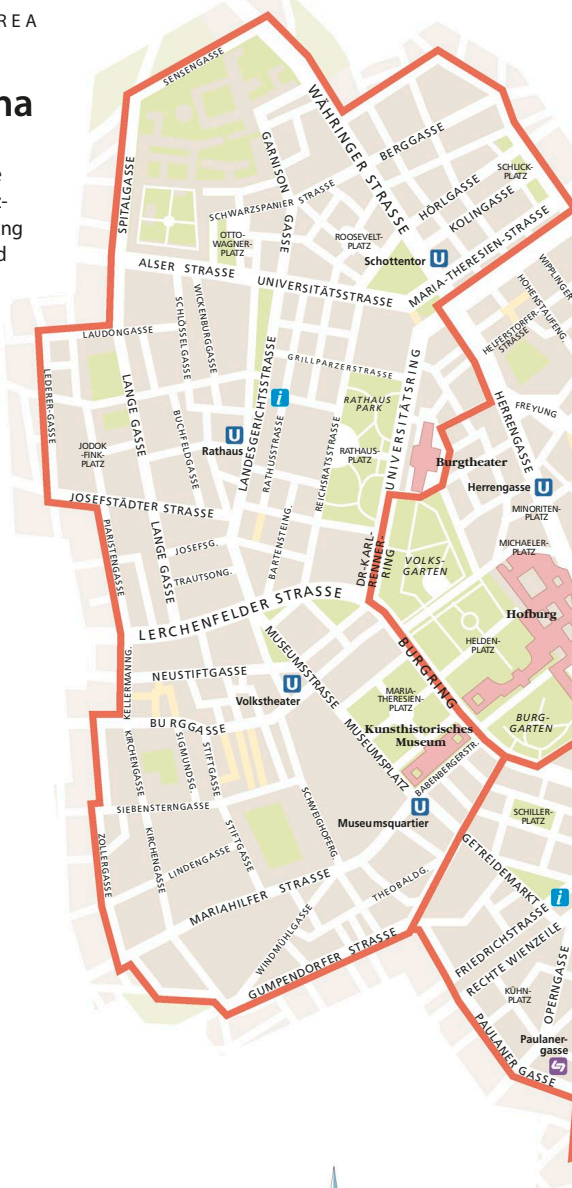 REA
na
e
z-
ng
d
SENSENGASSE
WÄHRINGER STRASSE
BERGGASSE
GARNISON GASSE
SCHLICK-
PLATZ
SPITALGASSE
HÖRLGASSE
KOLINGASSE
SCHWARZSPANIER STRASSE
OTTO-
WAGNER-
PLATZ
ROOSEVELT-
PLATZ
Schottentor
U
MARIA-THERESIEN-STRASSE
WIPPLINGER
ALSER STRASSE
UNIVERSITÄTSSTRASSE
HOHENSTAUFENG.
HELFERSTORFER-
STRASSE
WICKENBURGGASSE
SCHLÖSSELGASSE
LAUDONGASSE
GRILLPARZERSTRASSE
LEDERER-GASSE
LANGE GASSE
LANDESGERICHTSSTRASSE
i
RATHAUS
PARK
UNIVERSITÄTSRING
HERRENGASSE
FREYUNG
BUCHFELDGASSE
U
Rathaus
RATHUSSTRASSE
REICHSRATSSTRASSE
RATHAUS-
PLATZ
JODOK
-FINK-
PLATZ
Burgtheater
Herrengasse
U
MINORITEN-
PLATZ
JOSEFSTÄDTER STRASSE
PIARISTENGASSE
LANGE GASSE
JOSEFSG.
TRAUTSONG.
BARTENSTEING.
DR-KARL-
RENNER-
RING
VOLKS-
GARTEN
MICHAELER-
PLATZ
Hofburg
LERCHENFELDER STRASSE
HELDEN-
PLATZ
MUSEUMSSTRASSE
BURGRING
KELLERMANNG.
NEUSTIFTGASSE
U
Volkstheater
MARIA-
THERESIEN-
PLATZ
BURG-
GARTEN
BURGGASSE
KIRCHENGASSE
SIGMUNDSG.
STIFTGASSE
MUSEUMSPLATZ
Kunsthistorisches
Museum
BABENBERGERSTR.
SIEBENSTERNGASSE
SCHWEIGHOFERG.
U
Museumsquartier
SCHILLER-
PLATZ
ZOLLERGASSE
KIRCHENGASSE
LINDENGASSE
STIFTGASSE
GETREIDEMARKT
MARIAHILFER STRASSE
THEOBALDG.
i
WINDMÜHLGASSE
GUMPENDORFER STRASSE
FRIEDRICHSTRASSE
RECHTE WIENZEILE
OPERNGASSE
KÜHN-
PLATZ
PAULANER GASSE
Paulaner-
gasse